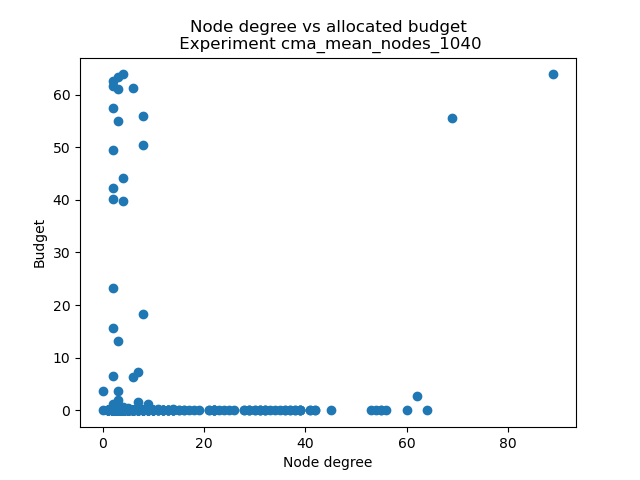 Node degree vs allocated budget
Experiment cma_mean_nodes_1040
60
50
40
30
20
10
0
Budget
0 20 40 60 80
Node degree